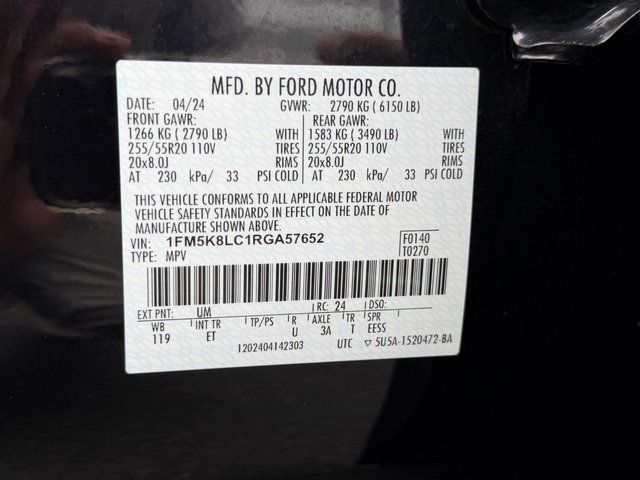 MFD. BY FORD MOTOR CO.
DATE: 04/24 GVWR: 2790 KG ( 6150 LB)
FRONT GAWR: REAR GAWR:
1266 KG ( 2790 LB) WITH 1583 KG ( 3490 LB) WITH
255/55R20 110V TIRES 255/55R20 110V TIRES
20x8.0J RIMS 20x8.0J RIMS
AT 230 kPa/ 33 PSI COLD AT 230 kPa/ 33 PSI COLD
THIS VEHICLE CONFORMS TO ALL APPLICABLE FEDERAL MOTOR
VEHICLE SAFETY STANDARDS IN EFFECT ON THE DATE OF
MANUFACTURE SHOWN ABOVE.
VIN: 1FM5K8LC1RGA57652 F0140
TYPE: MPV T0270
EXT PNT: UM RC: 24 DSO:
WB INT TR TP/PS R AXLE TR SPR
119 ET U 3A T EESS
1202404142303 UTC ▽ 5U5A-1520472-BA